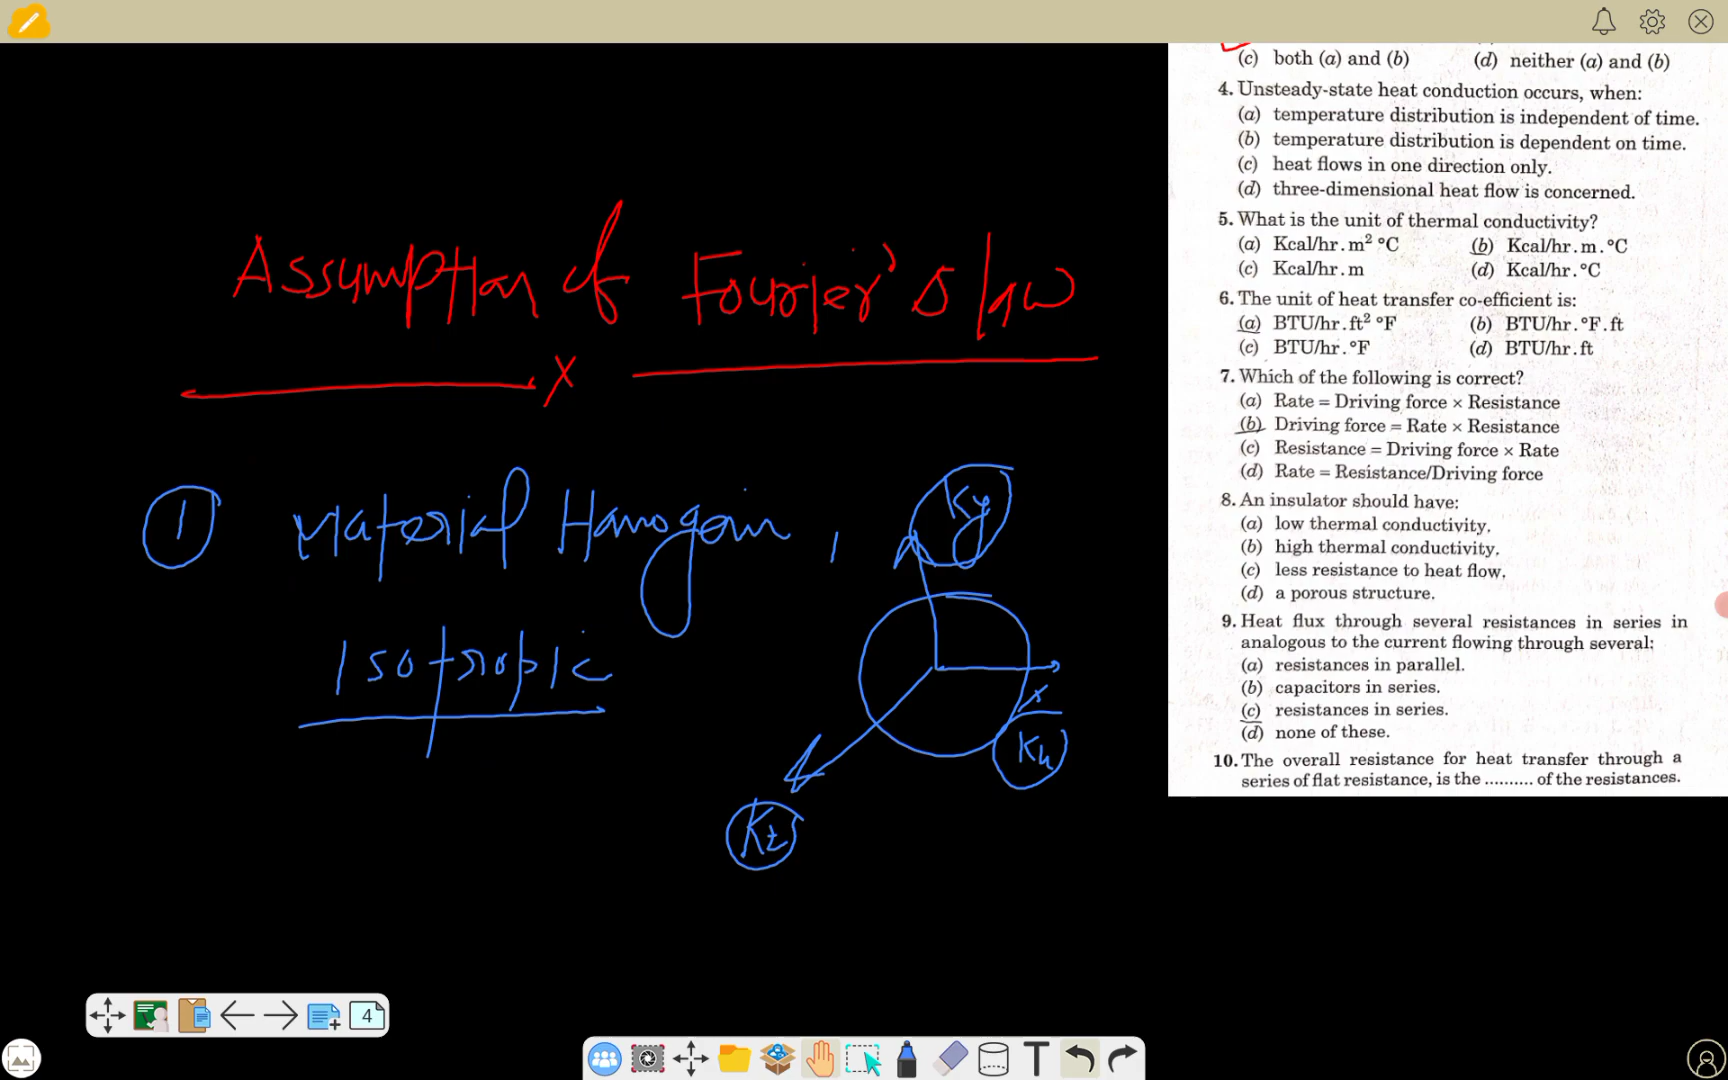 Assumption of Fourier's law
x
1 Material Homogein,
Isotropic
Ky
x
Kx
Kz
(c) both (a) and (b) (d) neither (a) and (b)
4. Unsteady-state heat conduction occurs, when:
(a) temperature distribution is independent of time.
(b) temperature distribution is dependent on time.
(c) heat flows in one direction only.
(d) three-dimensional heat flow is concerned.
5. What is the unit of thermal conductivity?
(a) Kcal/hr.m² °C (b) Kcal/hr.m.°C
(c) Kcal/hr.m (d) Kcal/hr.°C
6. The unit of heat transfer co-efficient is:
(a) BTU/hr.ft² °F (b) BTU/hr.°F.ft
(c) BTU/hr.°F (d) BTU/hr.ft
7. Which of the following is correct?
(a) Rate = Driving force × Resistance
(b) Driving force = Rate × Resistance
(c) Resistance = Driving force × Rate
(d) Rate = Resistance/Driving force
8. An insulator should have:
(a) low thermal conductivity.
(b) high thermal conductivity.
(c) less resistance to heat flow.
(d) a porous structure.
9. Heat flux through several resistances in series in
analogous to the current flowing through several:
(a) resistances in parallel.
(b) capacitors in series.
(c) resistances in series.
(d) none of these.
10. The overall resistance for heat transfer through a
series of flat resistance, is the .......... of the resistances.
4
T